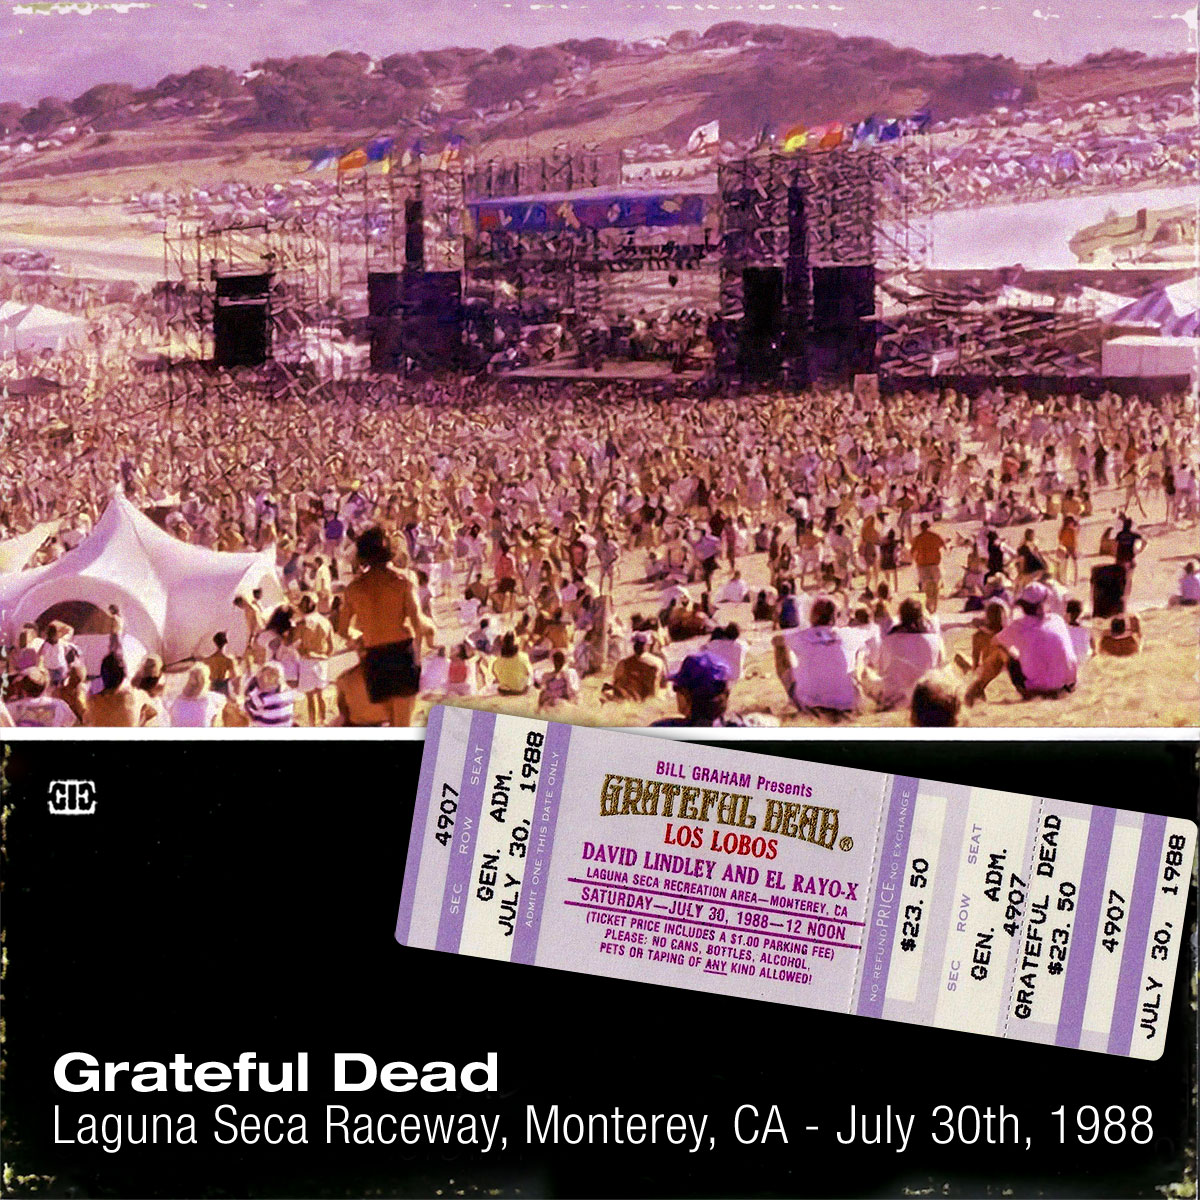 4907
SEC ROW SEAT
GEN. ADM.
JULY 30, 1988
ADMIT ONE THIS DATE ONLY
BILL GRAHAM Presents
GRATEFUL DEAD®
LOS LOBOS
DAVID LINDLEY AND EL RAYO-X
LAGUNA SECA RECREATION AREA—MONTEREY, CA
SATURDAY—JULY 30, 1988—12 NOON
(TICKET PRICE INCLUDES A $1.00 PARKING FEE)
PLEASE: NO CANS, BOTTLES, ALCOHOL,
PETS OR TAPING OF ANY KIND ALLOWED!
NO REFUND PRICE NO EXCHANGE
$23.50
SEC ROW SEAT
GEN. ADM.
4907
GRATEFUL DEAD
$23.50
4907
JULY 30, 1988
Grateful Dead
Laguna Seca Raceway, Monterey, CA - July 30th, 1988